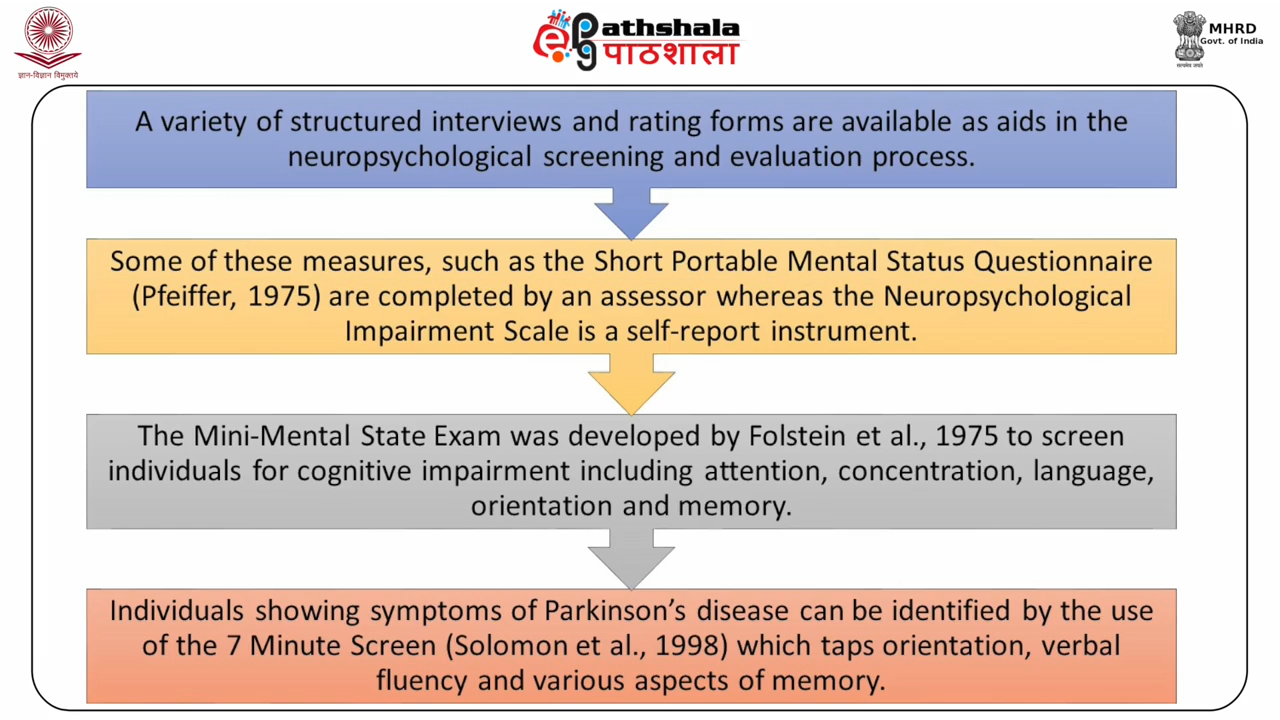 ज्ञान-विज्ञान विमुक्तये
ePG Pathshala
पाठशाला
MHRD
Govt. of India
सत्यमेव जयते
A variety of structured interviews and rating forms are available as aids in the
neuropsychological screening and evaluation process.
Some of these measures, such as the Short Portable Mental Status Questionnaire
(Pfeiffer, 1975) are completed by an assessor whereas the Neuropsychological
Impairment Scale is a self-report instrument.
The Mini-Mental State Exam was developed by Folstein et al., 1975 to screen
individuals for cognitive impairment including attention, concentration, language,
orientation and memory.
Individuals showing symptoms of Parkinson’s disease can be identified by the use
of the 7 Minute Screen (Solomon et al., 1998) which taps orientation, verbal
fluency and various aspects of memory.